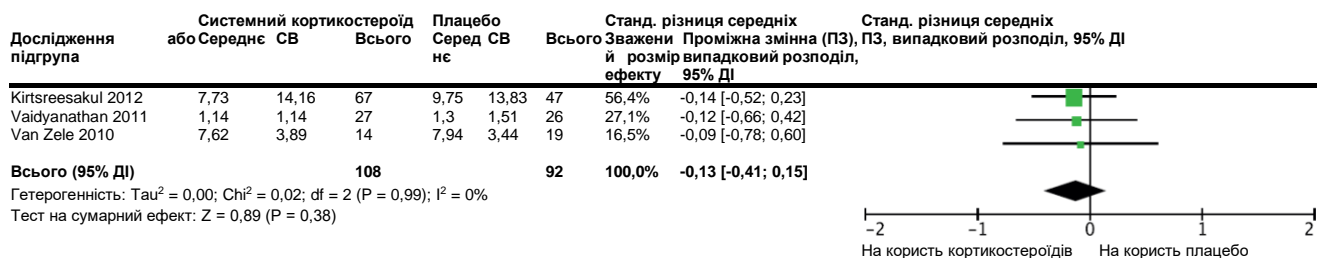 Системний кортикостероїд Плацебо Станд. різниця середніх Станд. різниця середніх
Дослідження або Середнє СВ Всього Серед СВ Всього Зважени Проміжна змінна (ПЗ), ПЗ, випадковий розподіл, 95% ДІ
підгрупа нє й розмір випадковий розподіл,
ефекту 95% ДІ
Kirtsreesakul 2012 7,73 14,16 67 9,75 13,83 47 56,4% -0,14 [-0,52; 0,23]
Vaidyanathan 2011 1,14 1,14 27 1,3 1,51 26 27,1% -0,12 [-0,66; 0,42]
Van Zele 2010 7,62 3,89 14 7,94 3,44 19 16,5% -0,09 [-0,78; 0,60]
Всього (95% ДІ) 108 92 100,0% -0,13 [-0,41; 0,15]
Гетерогенність: Tau² = 0,00; Chi² = 0,02; df = 2 (P = 0,99); I² = 0%
Тест на сумарний ефект: Z = 0,89 (P = 0,38)
-2 -1 0 1 2
На користь кортикостероїдів На користь плацебо